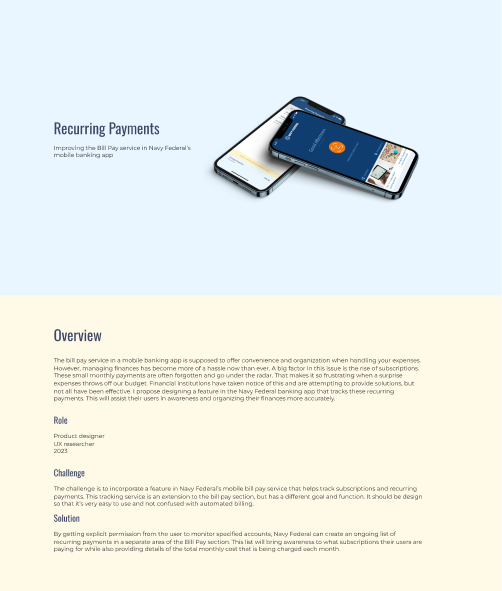 Recurring Payments
Improving the Bill Pay service in Navy Federal's
mobile banking app
Good afternoon
Overview
The bill pay service in a mobile banking app is supposed to offer convenience and organization when handling your expenses.
However, managing finances has become more of a hassle now than ever. A big factor in this issue is the rise of subscriptions.
These small monthly payments are often forgotten and go under the radar. That makes it so frustrating when a surprise
expenses throws off our budget. Financial institutions have taken notice of this and are attempting to provide solutions, but
not all have been effective. I propose designing a feature in the Navy Federal banking app that tracks these recurring
payments. This will assist their users in awareness and organizing their finances more accurately.
Role
Product designer
UX researcher
2023
Challenge
The challenge is to incorporate a feature in Navy Federal's mobile bill pay service that helps track subscriptions and recurring
payments. This tracking service is an extension to the bill pay section, but has a different goal and function. It should be design
so that it's very easy to use and not confused with automated billing.
Solution
By getting explicit permission from the user to monitor specified accounts, Navy Federal can create an ongoing list of
recurring payments in a separate area of the Bill Pay section. This list will bring awareness to what subscriptions their users are
paying for while also providing details of the total monthly cost that is being charged each month.